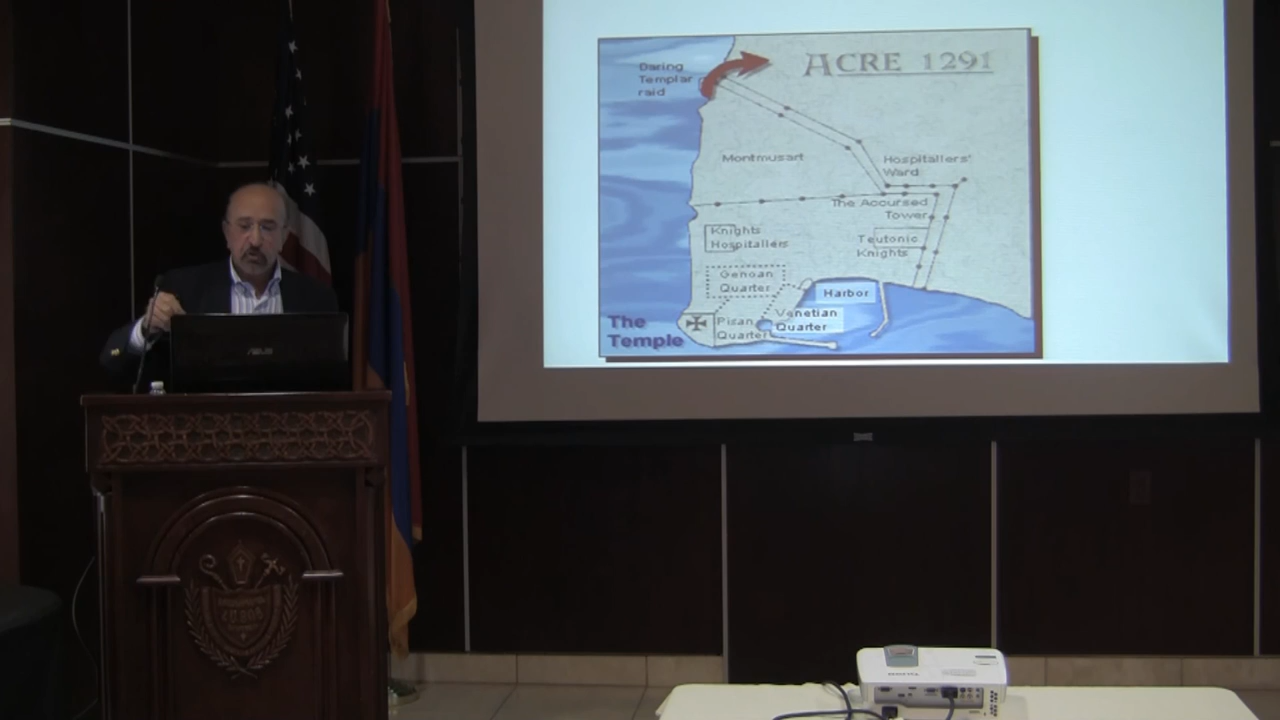 ACRE 1291
Daring
Templar
raid
Montmusart
Hospitallers'
Ward
The Accursed
Tower
Knights
Hospitallers
Teutonic
Knights
Genoan
Quarter
Harbor
The
Temple
Pisan
Quarter
Venetian
Quarter
ASUS